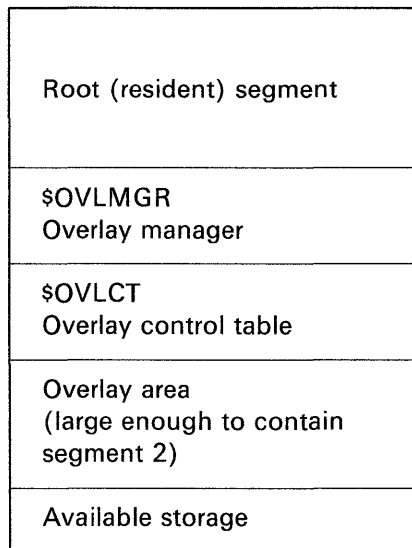 Root (resident) segment
$OVLMGR
Overlay manager
$OVLCT
Overlay control table
Overlay area
(large enough to contain
segment 2)
Available storage